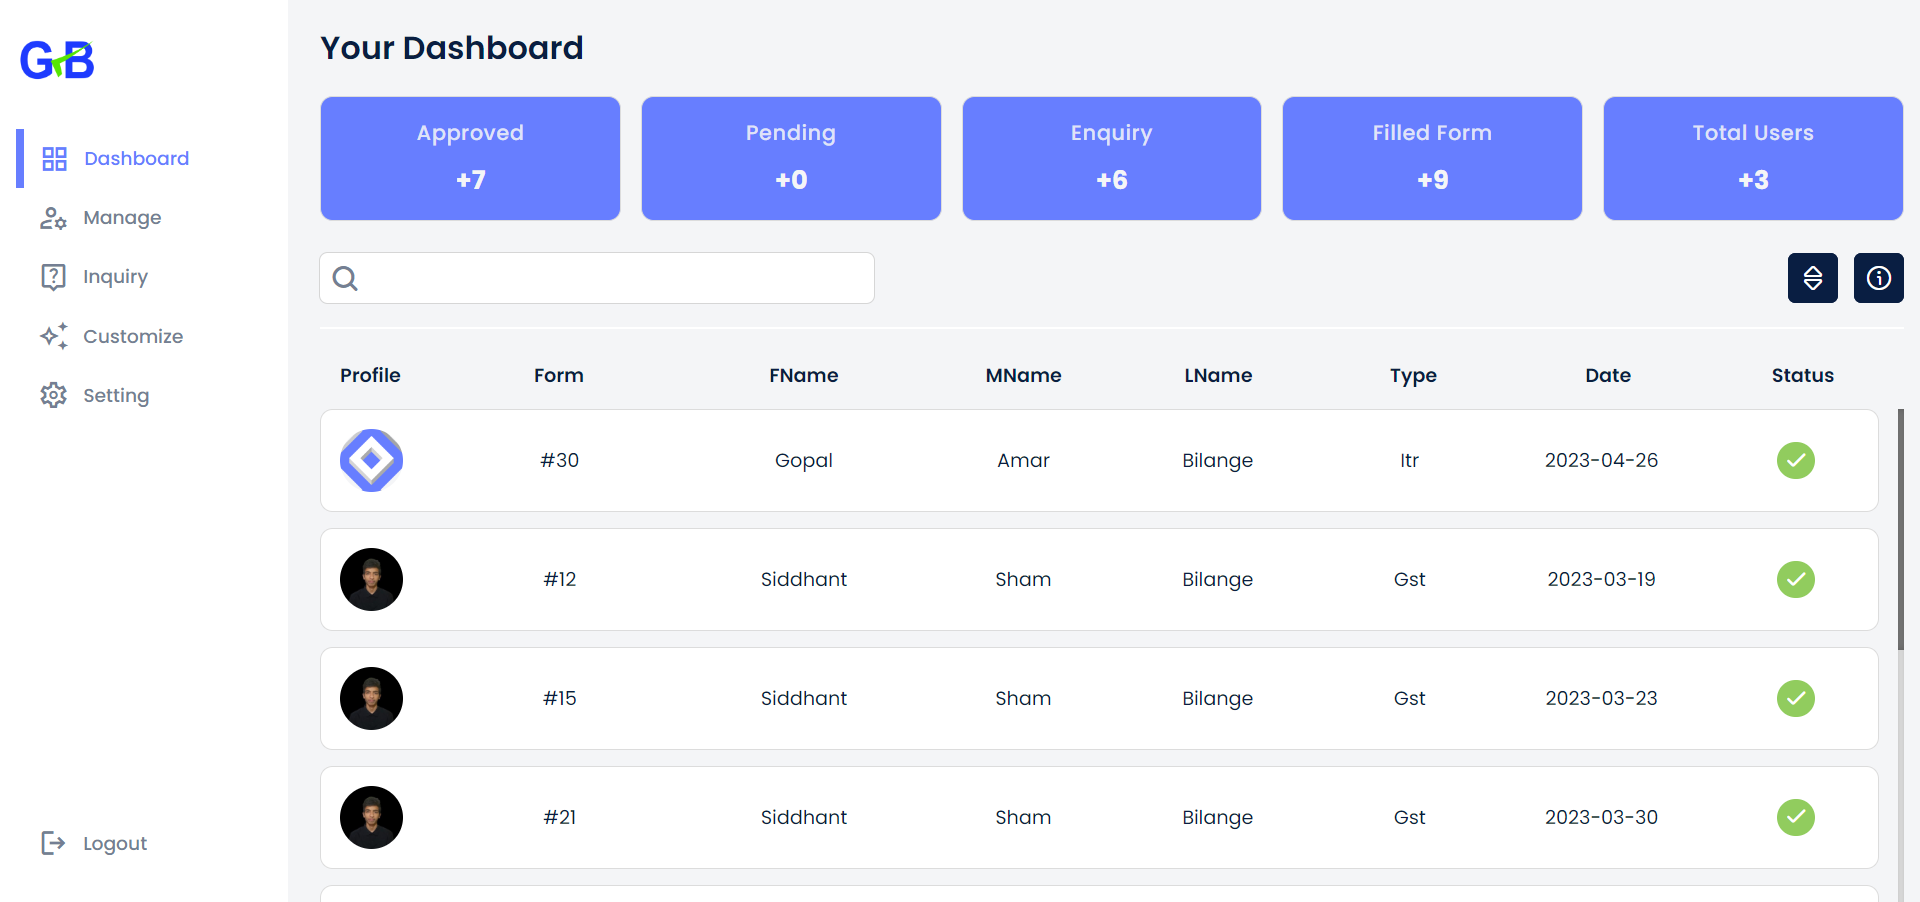 GB
Dashboard
Manage
Inquiry
Customize
Setting
Logout
Your Dashboard
Approved
+7
Pending
+0
Enquiry
+6
Filled Form
+9
Total Users
+3
Profile Form FName MName LName Type Date Status
#30 Gopal Amar Bilange Itr 2023-04-26
#12 Siddhant Sham Bilange Gst 2023-03-19
#15 Siddhant Sham Bilange Gst 2023-03-23
#21 Siddhant Sham Bilange Gst 2023-03-30